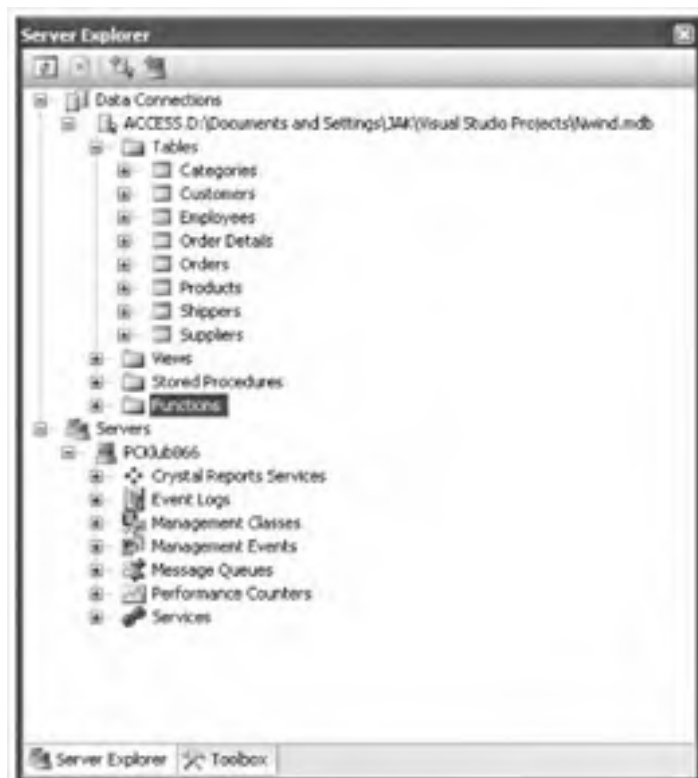 Server Explorer
Data Connections
ACCESS.D:\Documents and Settings\JAK\Visual Studio Projects\Nwind.mdb
Tables
Categories
Customers
Employees
Order Details
Orders
Products
Shippers
Suppliers
Views
Stored Procedures
Functions
Servers
Crystal Reports Services
Event Logs
Management Classes
Management Events
Message Queues
Performance Counters
Services
Server Explorer
Toolbox